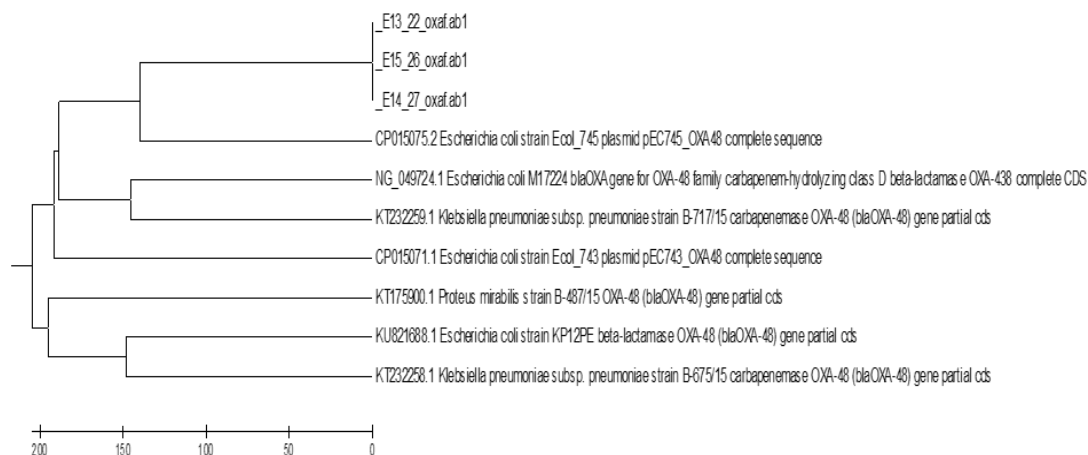 _E13_22_oxaf.ab1
_E15_26_oxaf.ab1
_E14_27_oxaf.ab1
CP015075.2 Escherichia coli strain Ecol_745 plasmid pEC745_OXA48 complete sequence
NG_049724.1 Escherichia coli M17224 blaOXA gene for OXA-48 family carbapenem-hydrolyzing class D beta-lactamase OXA-438 complete CDS
KT232259.1 Klebsiella pneumoniae subsp. pneumoniae strain B-717/15 carbapenemase OXA-48 (blaOXA-48) gene partial cds
CP015071.1 Escherichia coli strain Ecol_743 plasmid pEC743_OXA48 complete sequence
KT175900.1 Proteus mirabilis strain B-487/15 OXA-48 (blaOXA-48) gene partial cds
KU821688.1 Escherichia coli strain KP12PE beta-lactamase OXA-48 (blaOXA-48) gene partial cds
KT232258.1 Klebsiella pneumoniae subsp. pneumoniae strain B-675/15 carbapenemase OXA-48 (blaOXA-48) gene partial cds
200 150 100 50 0